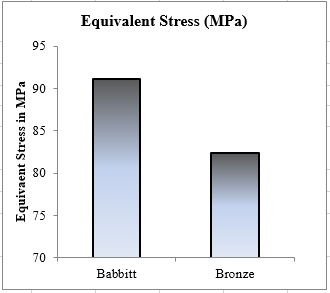 Equivalent Stress (MPa)
Equivaent Stress in MPa
95
90
85
80
75
70
Babbitt
Bronze